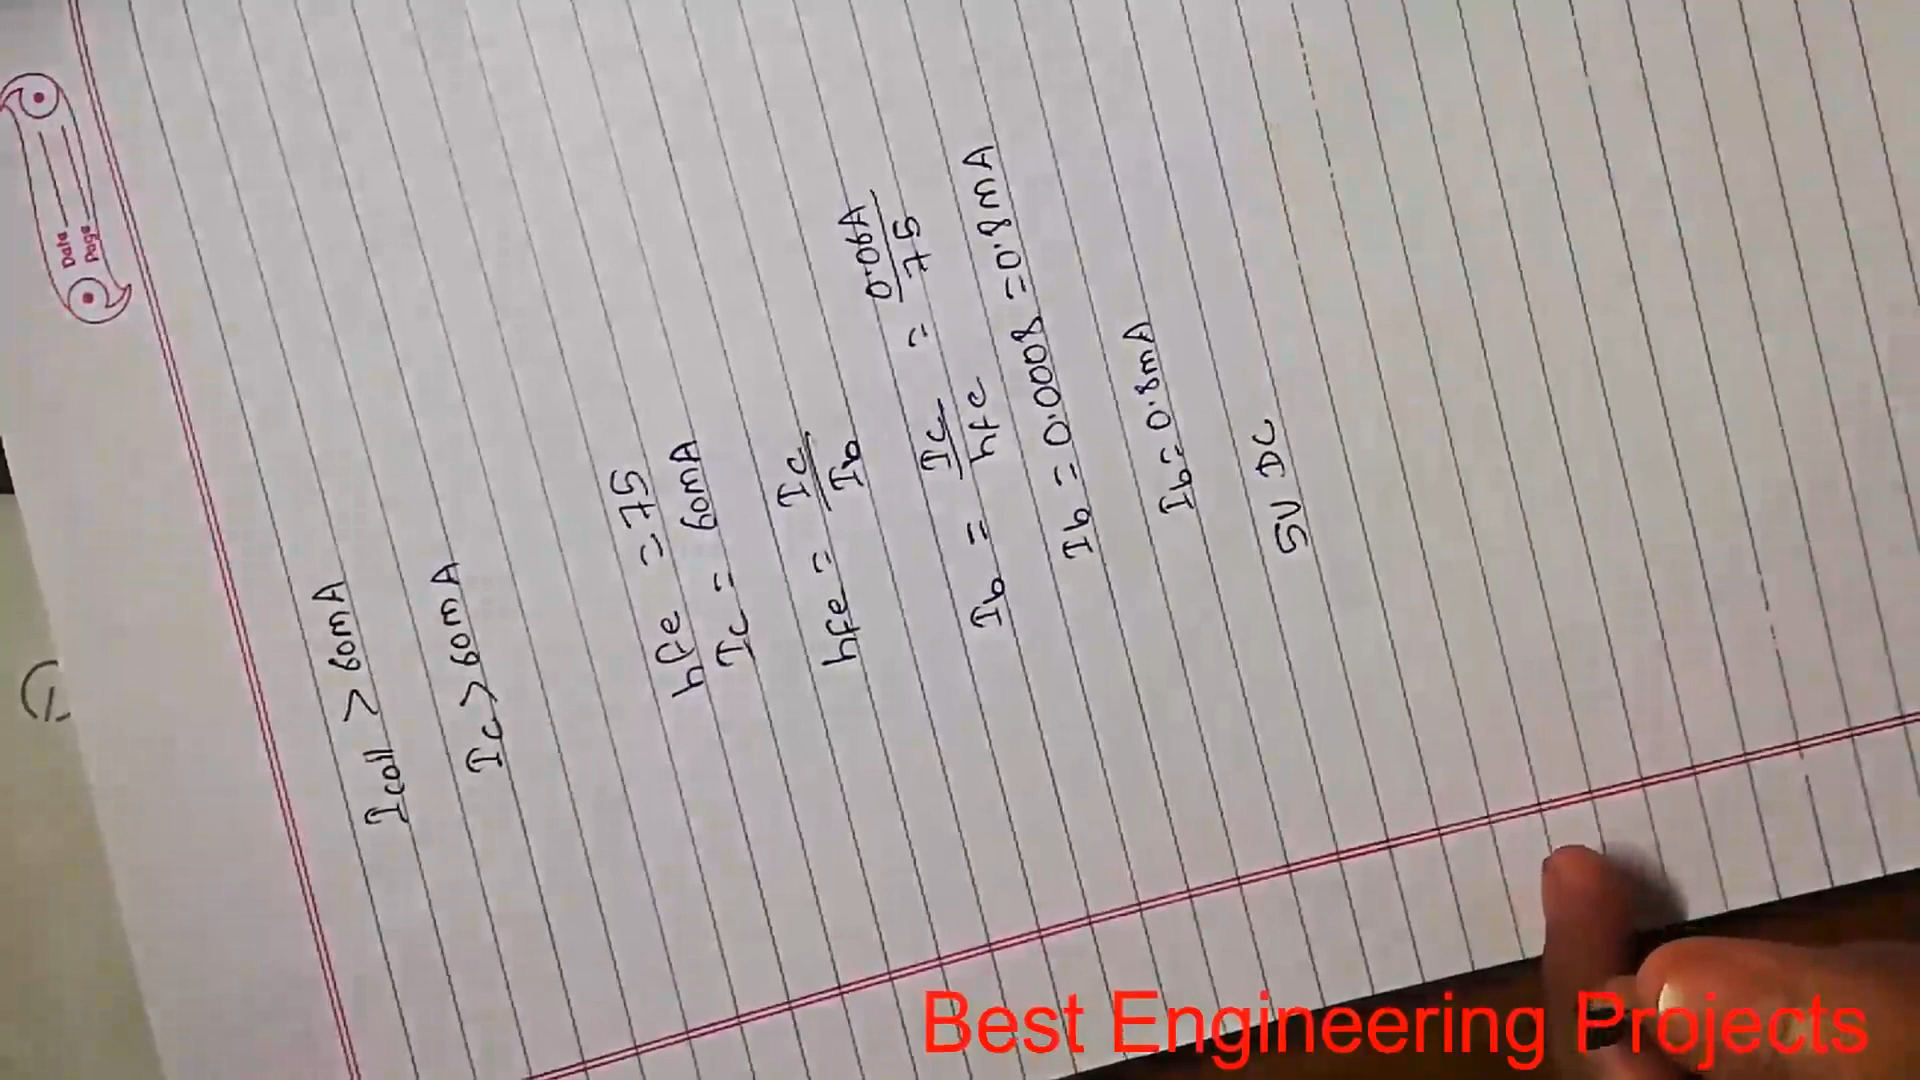 Data
Page
Icoil > 60mA
Ic > 60mA
hfe = 75
Ic = 60mA
hfe = Ic / Ib
Ib = Ic / hfe = 0.06A / 75
Ib = 0.0008 = 0.8mA
Ib = 0.8mA
5V DC
Best Engineering Projects